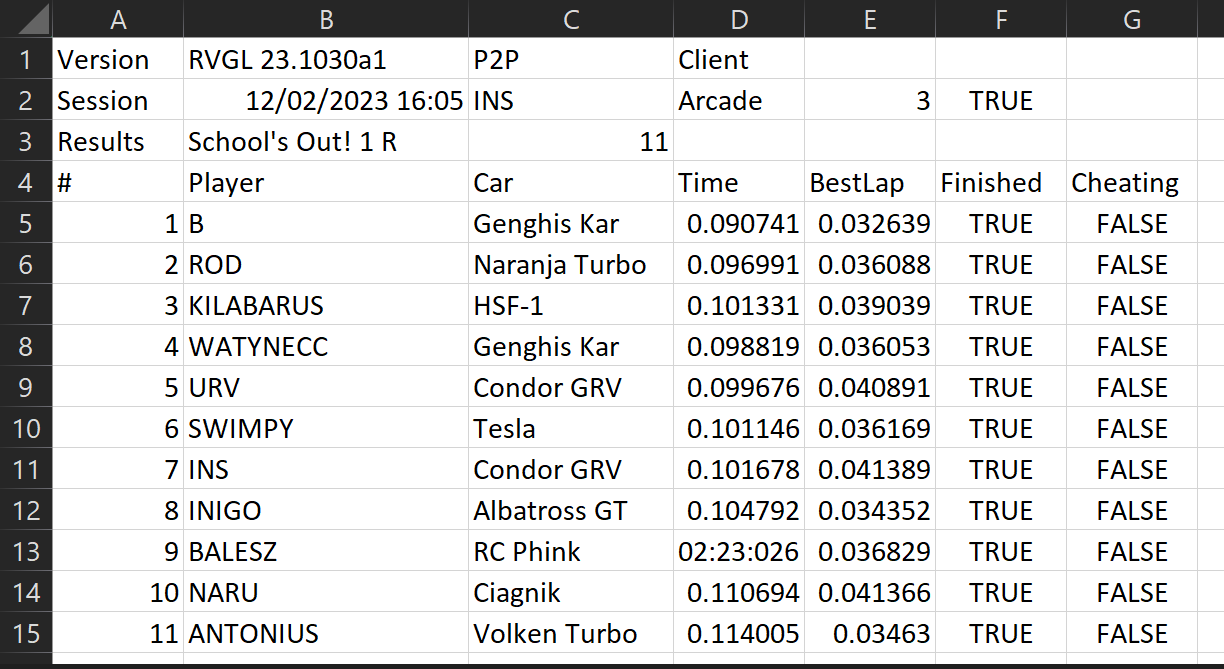 A B C D E F G
1 Version RVGL 23.1030a1 P2P Client
2 Session 12/02/2023 16:05 INS Arcade 3 TRUE
3 Results School's Out! 1 R 11
4 # Player Car Time BestLap Finished Cheating
5 1 B Genghis Kar 0.090741 0.032639 TRUE FALSE
6 2 ROD Naranja Turbo 0.096991 0.036088 TRUE FALSE
7 3 KILABARUS HSF-1 0.101331 0.039039 TRUE FALSE
8 4 WATYNECC Genghis Kar 0.098819 0.036053 TRUE FALSE
9 5 URV Condor GRV 0.099676 0.040891 TRUE FALSE
10 6 SWIMPY Tesla 0.101146 0.036169 TRUE FALSE
11 7 INS Condor GRV 0.101678 0.041389 TRUE FALSE
12 8 INIGO Albatross GT 0.104792 0.034352 TRUE FALSE
13 9 BALESZ RC Phink 02:23:026 0.036829 TRUE FALSE
14 10 NARU Ciagnik 0.110694 0.041366 TRUE FALSE
15 11 ANTONIUS Volken Turbo 0.114005 0.03463 TRUE FALSE